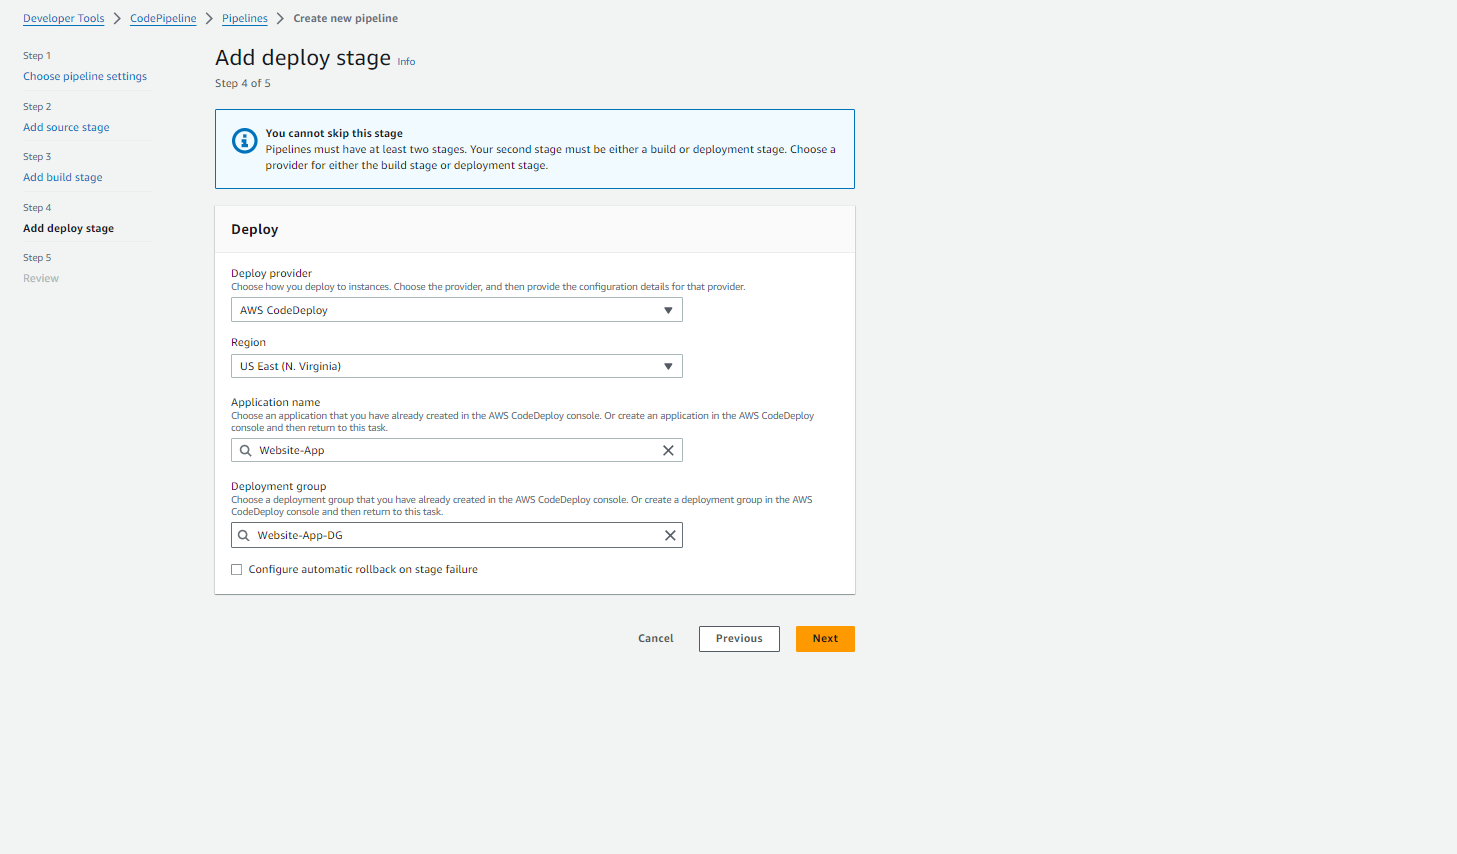 Developer Tools > CodePipeline > Pipelines > Create new pipeline
Step 1
Choose pipeline settings
Step 2
Add source stage
Step 3
Add build stage
Step 4
Add deploy stage
Step 5
Review
Add deploy stage Info
Step 4 of 5
You cannot skip this stage
Pipelines must have at least two stages. Your second stage must be either a build or deployment stage. Choose a
provider for either the build stage or deployment stage.
Deploy
Deploy provider
Choose how you deploy to instances. Choose the provider, and then provide the configuration details for that provider.
AWS CodeDeploy
Region
US East (N. Virginia)
Application name
Choose an application that you have already created in the AWS CodeDeploy console. Or create an application in the AWS CodeDeploy
console and then return to this task.
Website-App
Deployment group
Choose a deployment group that you have already created in the AWS CodeDeploy console. Or create a deployment group in the AWS
CodeDeploy console and then return to this task.
Website-App-DG
Configure automatic rollback on stage failure
Cancel Previous Next